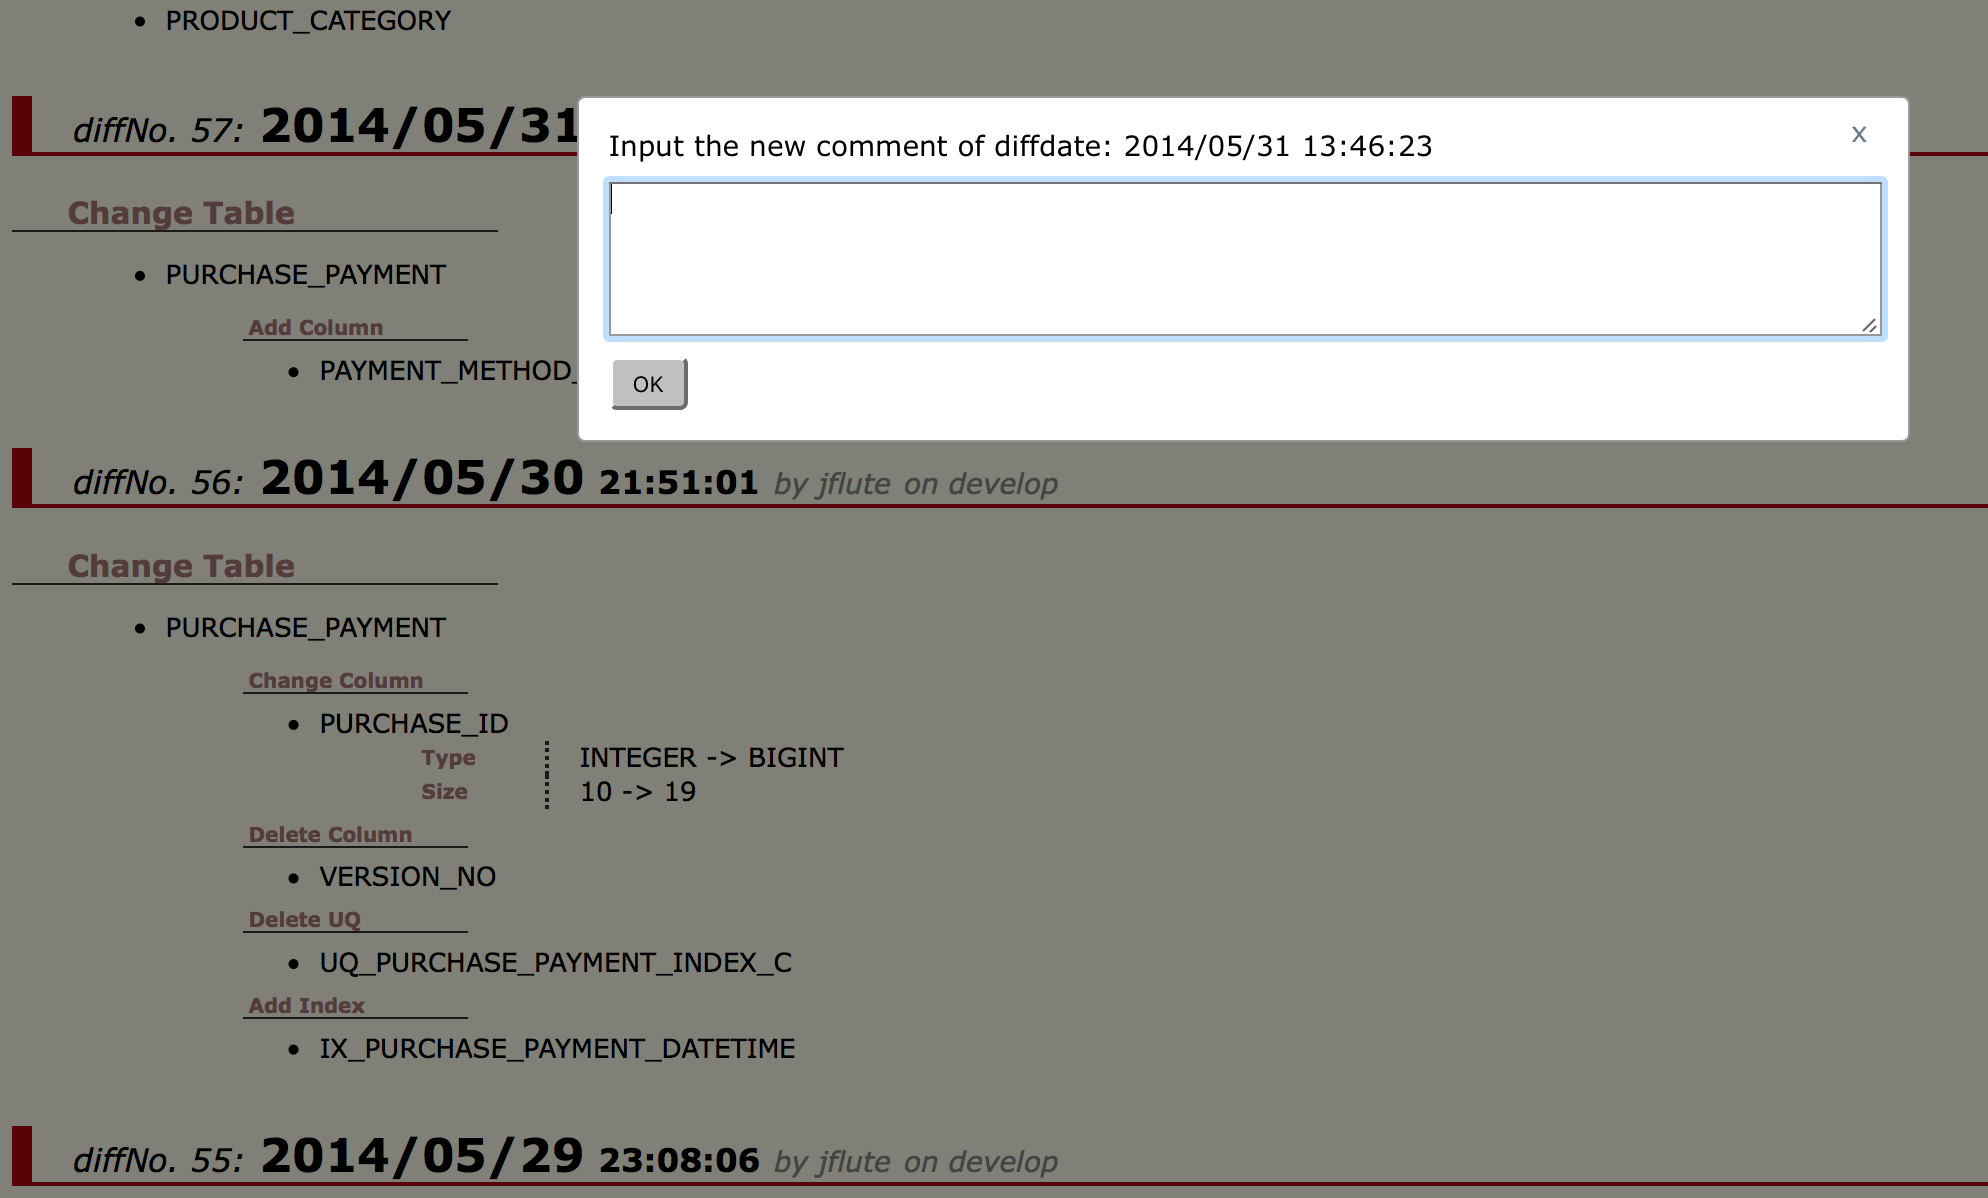 PRODUCT_CATEGORY
diffNo. 57: 2014/05/31
Input the new comment of diffdate: 2014/05/31 13:46:23
x
OK
Change Table
PURCHASE_PAYMENT
Add Column
PAYMENT_METHOD_
diffNo. 56: 2014/05/30 21:51:01 by jflute on develop
Change Table
PURCHASE_PAYMENT
Change Column
PURCHASE_ID
Type INTEGER -> BIGINT
Size 10 -> 19
Delete Column
VERSION_NO
Delete UQ
UQ_PURCHASE_PAYMENT_INDEX_C
Add Index
IX_PURCHASE_PAYMENT_DATETIME
diffNo. 55: 2014/05/29 23:08:06 by jflute on develop